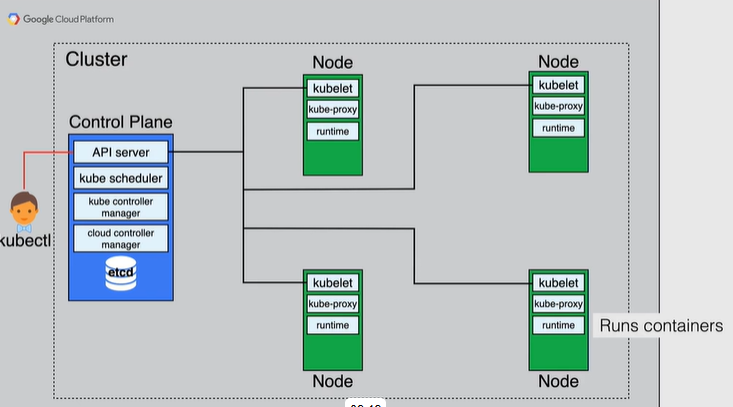 Google Cloud Platform
Cluster
Node
kubelet
kube-proxy
runtime
Node
kubelet
kube-proxy
runtime
Control Plane
API server
kube scheduler
kube controller
manager
cloud controller
manager
etcd
kubectl
kubelet
kube-proxy
runtime
Node
kubelet
kube-proxy
runtime
Node
Runs containers